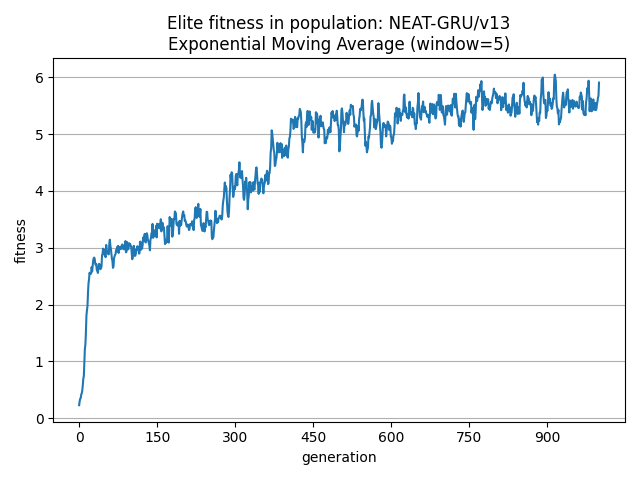 Elite fitness in population: NEAT-GRU/v13
Exponential Moving Average (window=5)
6
5
4
3
2
1
0
fitness
0 150 300 450 600 750 900
generation